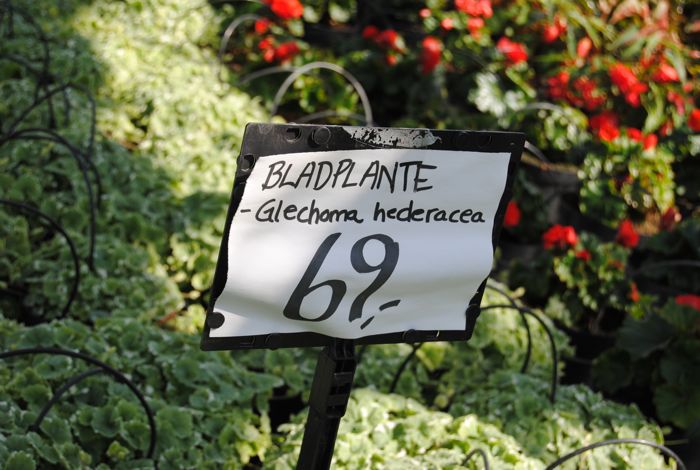 BLADPLANTE
- Glechoma hederacea
69,-